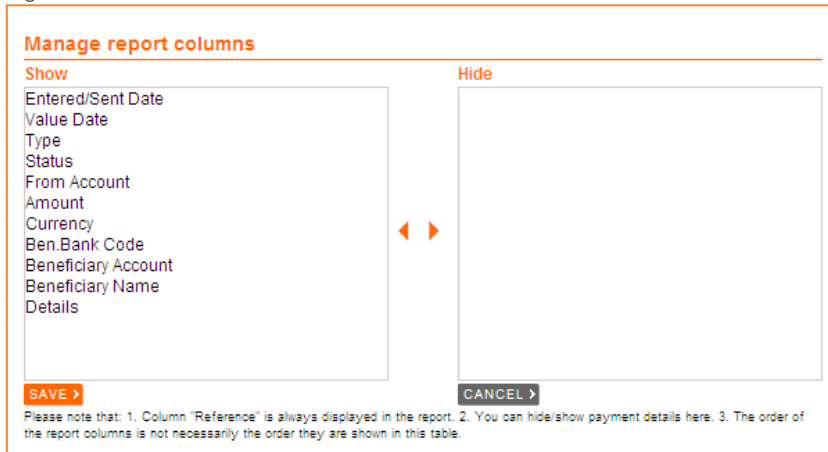 Manage report columns
Show
Hide
Entered/Sent Date
Value Date
Type
Status
From Account
Amount
Currency
Ben.Bank Code
Beneficiary Account
Beneficiary Name
Details
SAVE
CANCEL
Please note that: 1. Column "Reference" is always displayed in the report. 2. You can hide/show payment details here. 3. The order of
the report columns is not necessarily the order they are shown in this table.